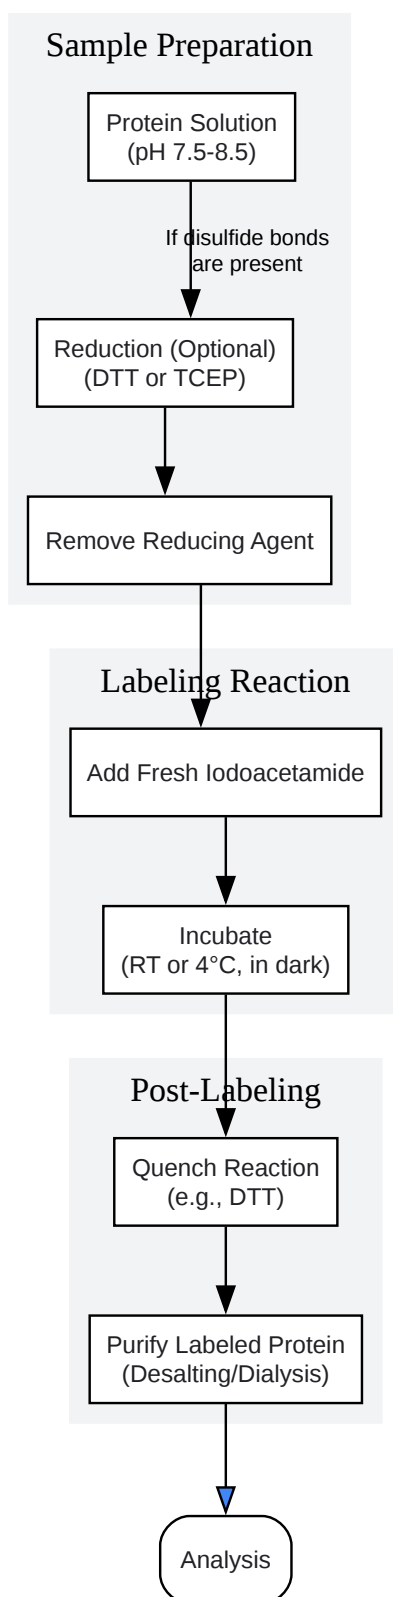 Sample Preparation
Protein Solution
(pH 7.5-8.5)
If disulfide bonds
are present
Reduction (Optional)
(DTT or TCEP)
Remove Reducing Agent
Labeling Reaction
Add Fresh Iodoacetamide
Incubate
(RT or 4°C, in dark)
Post-Labeling
Quench Reaction
(e.g., DTT)
Purify Labeled Protein
(Desalting/Dialysis)
Analysis